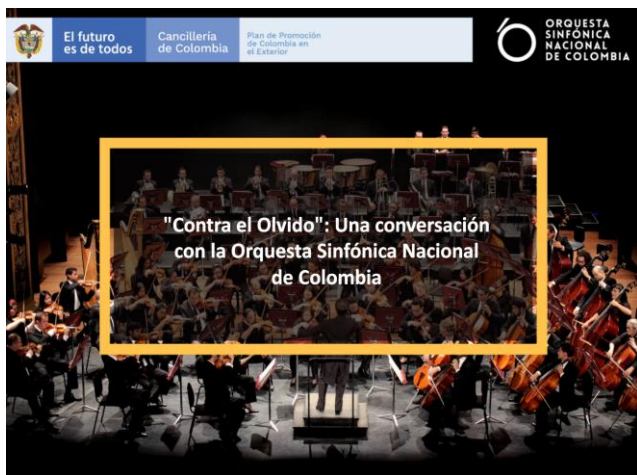 El futuro
es de todos
Cancillería
de Colombia
Plan de Promoción
de Colombia en
el Exterior
ORQUESTA
SINFÓNICA
NACIONAL
DE COLOMBIA
"Contra el Olvido": Una conversación
con la Orquesta Sinfónica Nacional
de Colombia